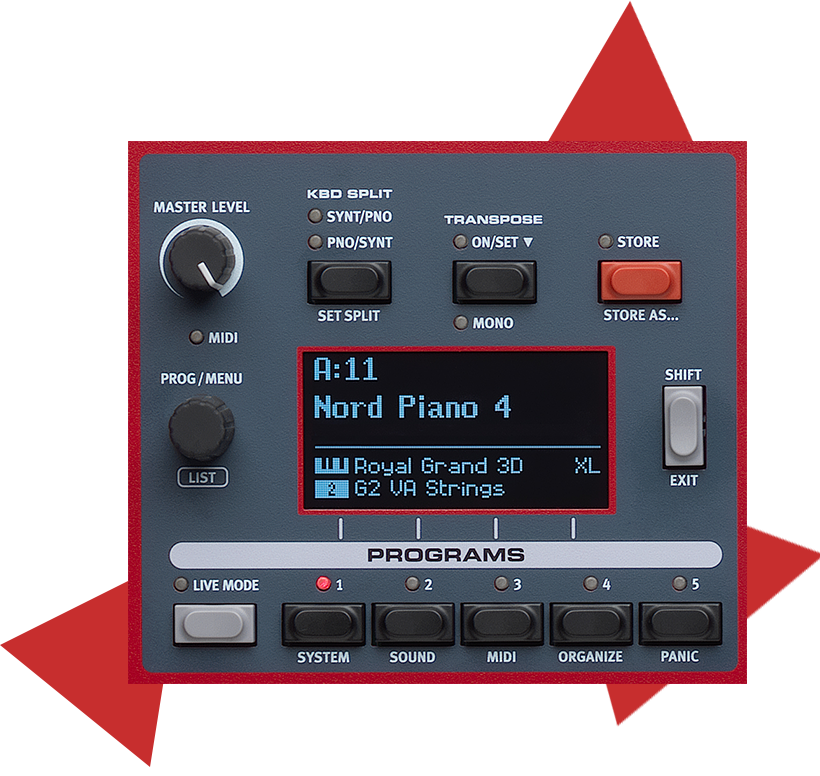 KBD SPLIT
MASTER LEVEL
SYNT/PNO
TRANSPOSE
PNO/SYNT
ON/SET ▼
STORE
SET SPLIT
MONO
STORE AS...
MIDI
A:11
PROG/MENU
SHIFT
Nord Piano 4
Royal Grand 3D XL
LIST
2 G2 VA Strings
EXIT
PROGRAMS
LIVE MODE
1
2
3
4
5
SYSTEM
SOUND
MIDI
ORGANIZE
PANIC